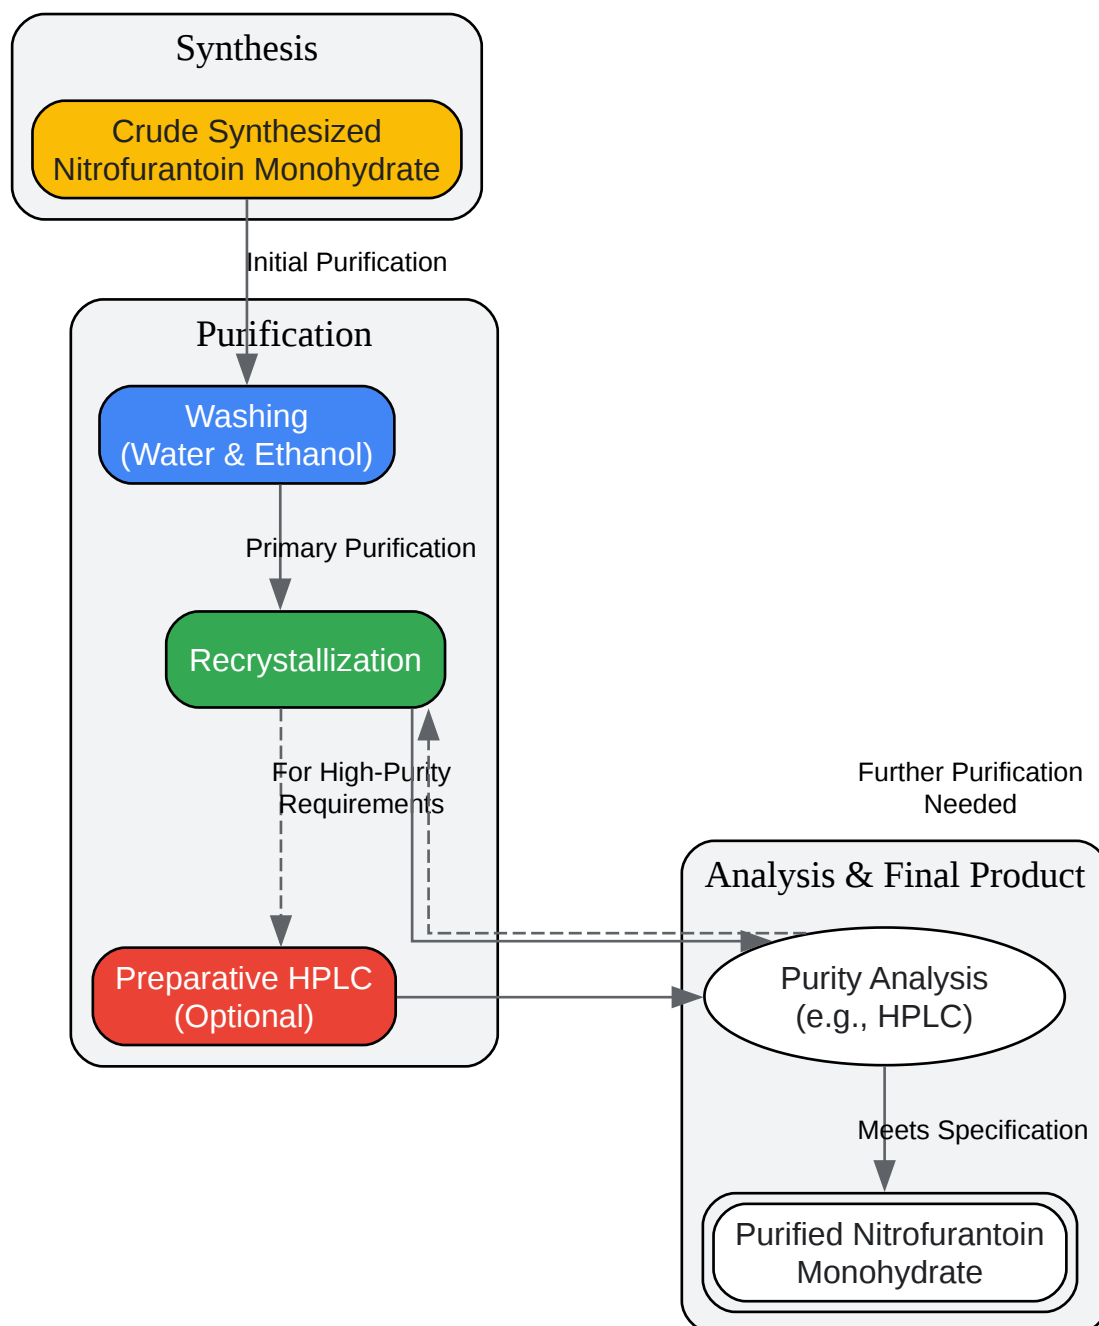 Synthesis
Crude Synthesized
Nitrofurantoin Monohydrate
Initial Purification
Purification
Washing
(Water & Ethanol)
Primary Purification
Recrystallization
For High-Purity
Requirements
Further Purification
Needed
Analysis & Final Product
Preparative HPLC
(Optional)
Purity Analysis
(e.g., HPLC)
Meets Specification
Purified Nitrofurantoin
Monohydrate